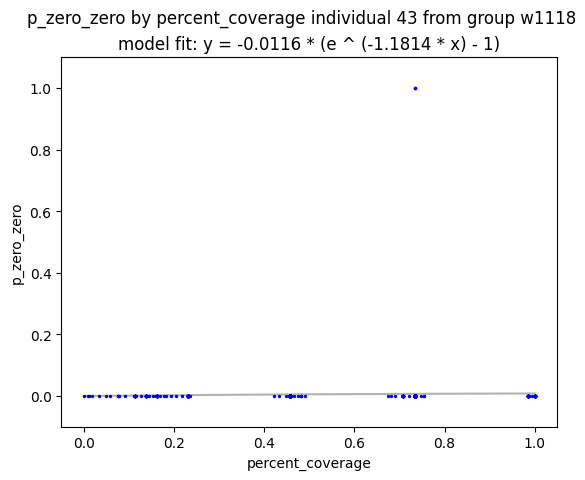 p_zero_zero by percent_coverage individual 43 from group w1118
model fit: y = -0.0116 * (e ^ (-1.1814 * x) - 1)
1.0
0.8
0.6
0.4
0.2
0.0
p_zero_zero
0.0 0.2 0.4 0.6 0.8 1.0
percent_coverage